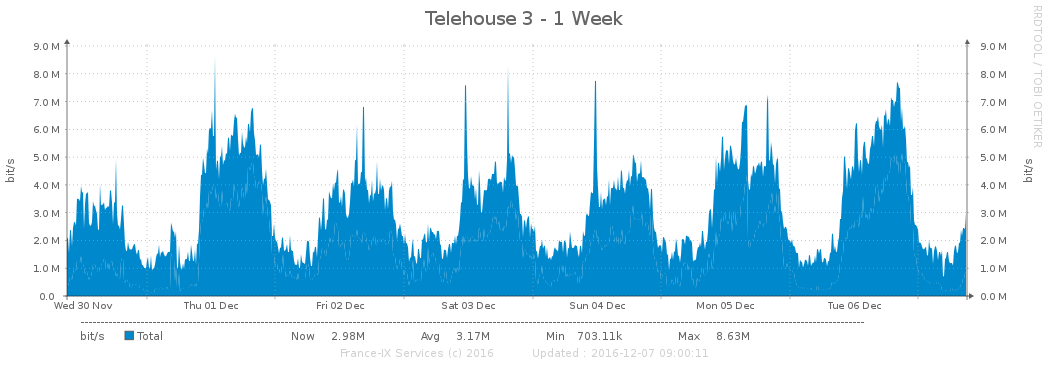 Telehouse 3 - 1 Week
RRDTOOL / TOBI OETIKER
9.0 M 9.0 M
8.0 M 8.0 M
7.0 M 7.0 M
6.0 M 6.0 M
5.0 M 5.0 M
4.0 M 4.0 M
3.0 M 3.0 M
2.0 M 2.0 M
1.0 M 1.0 M
0.0 0.0 M
bit/s bit/s
Wed 30 Nov Thu 01 Dec Fri 02 Dec Sat 03 Dec Sun 04 Dec Mon 05 Dec Tue 06 Dec
bit/s Total Now 2.98M Avg 3.17M Min 703.11k Max 8.63M
France-IX Services (c) 2016 Updated : 2016-12-07 09:00:11